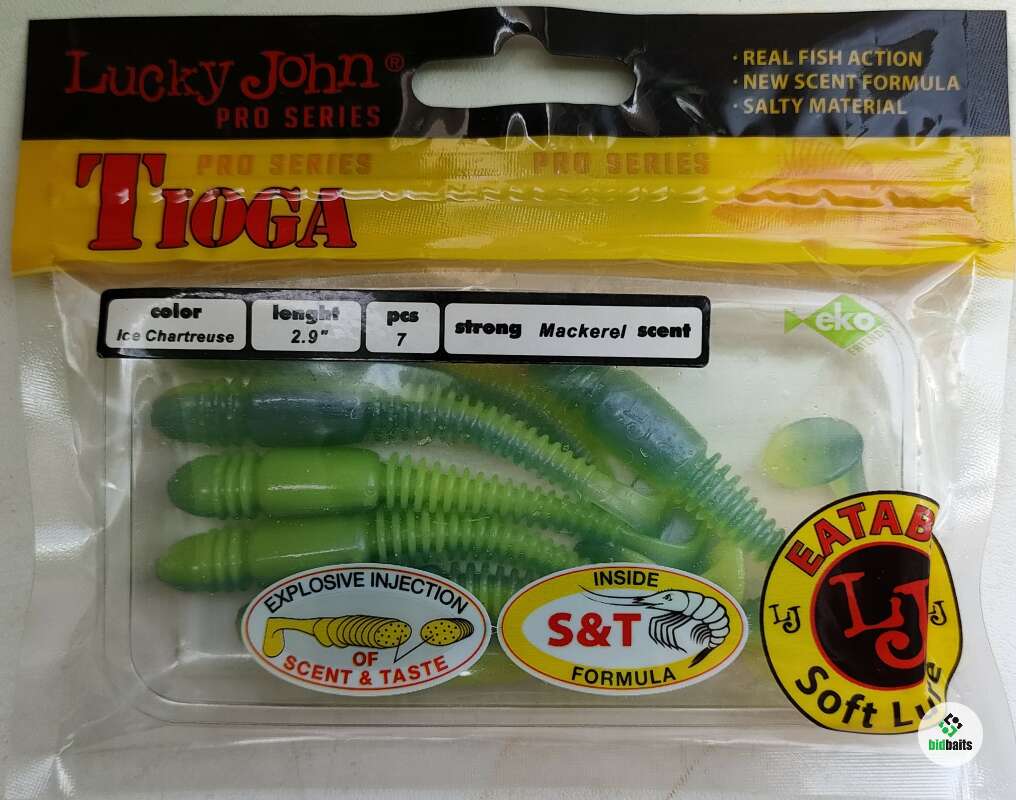 Lucky John®
PRO SERIES
· REAL FISH ACTION
· NEW SCENT FORMULA
· SALTY MATERIAL
PRO SERIES
PRO SERIES
TIOGA
color
Ice Chartreuse
lenght
2.9"
pcs
7
strong Mackerel scent
eko
EXPLOSIVE INJECTION
OF
SCENT & TASTE
INSIDE
S&T
FORMULA
EATAB
LJ
LJ
LJ
Soft Lure
bidbaits